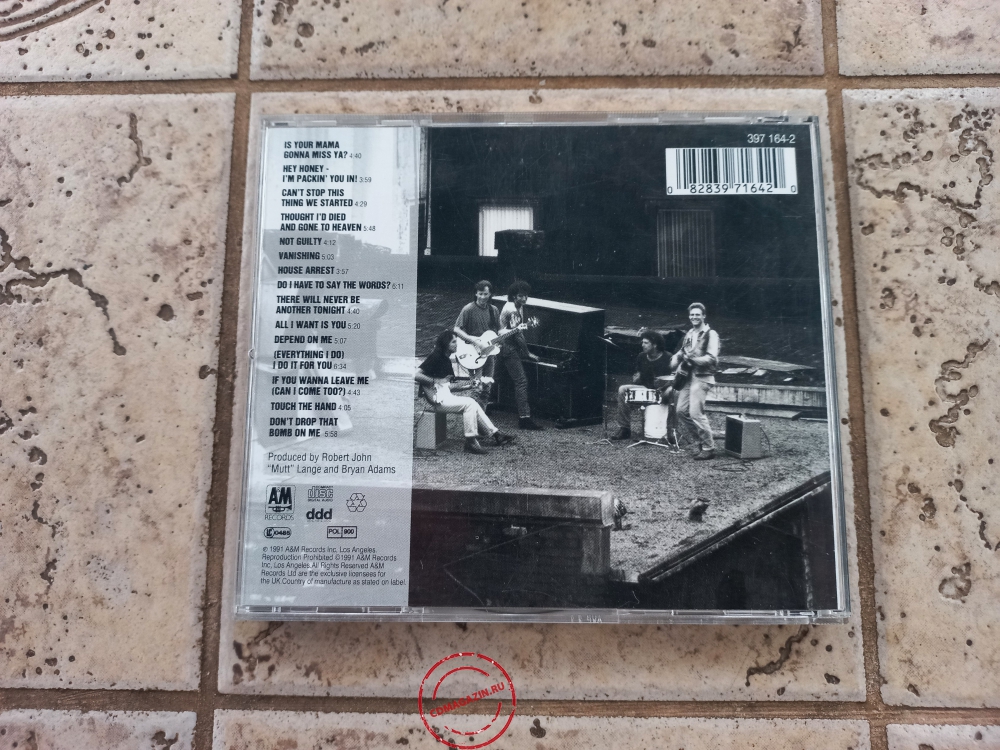 IS YOUR MAMA
GONNA MISS YA? 4:40
HEY HONEY -
I'M PACKIN' YOU IN! 3:59
CAN'T STOP THIS
THING WE STARTED 4:29
THOUGHT I'D DIED
AND GONE TO HEAVEN 5:48
NOT GUILTY 4:12
VANISHING 5:03
HOUSE ARREST 3:57
DO I HAVE TO SAY THE WORDS? 6:11
THERE WILL NEVER BE
ANOTHER TONIGHT 4:40
ALL I WANT IS YOU 5:20
DEPEND ON ME 5:07
(EVERYTHING I DO)
I DO IT FOR YOU 6:34
IF YOU WANNA LEAVE ME
(CAN I COME TOO?) 4:43
TOUCH THE HAND 4:05
DON'T DROP THAT
BOMB ON ME 5:58
Produced by Robert John
"Mutt" Lange and Bryan Adams
A&M
RECORDS
COMPACT
disc
DIGITAL AUDIO
ddd
LC 0485
POL 900
℗ 1991 A&M Records Inc, Los Angeles.
Reproduction Prohibited ©1991 A&M Records
Inc, Los Angeles. All Rights Reserved A&M
Records Ltd are the exclusive licensees for
the UK. Country of manufacture as stated on label.
397 164-2
0 82839 71642 0
COMAGAZIN.RU